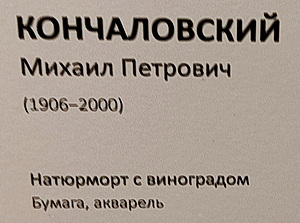 КОНЧАЛОВСКИЙ
Михаил Петрович
(1906–2000)
Натюрморт с виноградом
Бумага, акварель